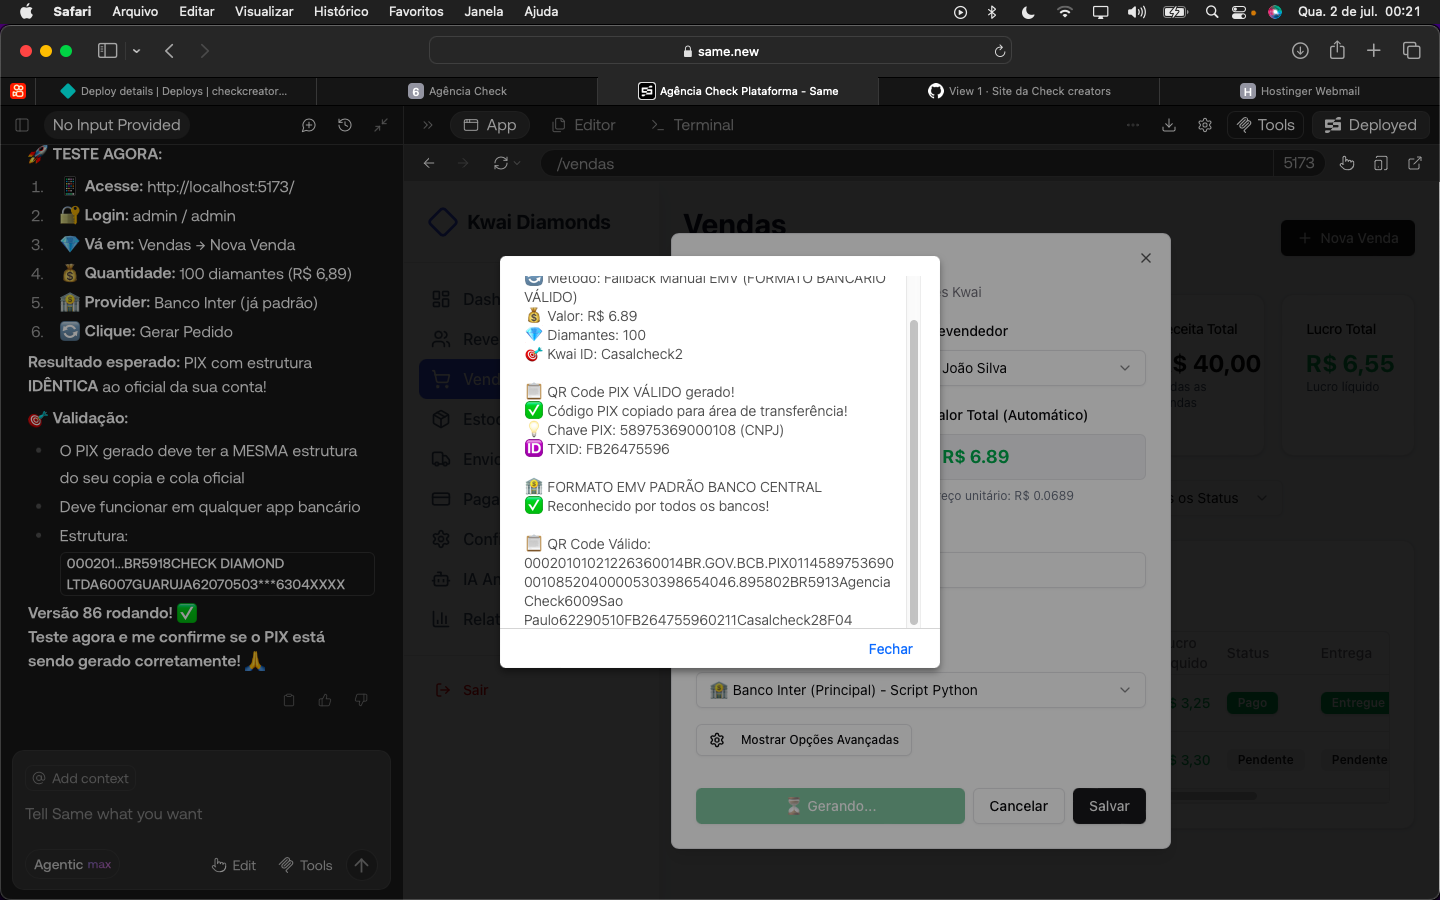 Safari Arquivo Editar Visualizar Histórico Favoritos Janela Ajuda Qua. 2 de jul. 00:21
same.new
Deploy details | Deploys | checkcreator...
6 Agência Check
Agência Check Plataforma - Same
View 1 · Site da Check creators
H Hostinger Webmail
No Input Provided
App Editor Terminal
Tools Deployed
/vendas 5173
🚀 TESTE AGORA:
1. 📱 Acesse: http://localhost:5173/
2. 🔐 Login: admin / admin
3. 💎 Vá em: Vendas → Nova Venda
4. 💰 Quantidade: 100 diamantes (R$ 6,89)
5. 🏦 Provider: Banco Inter (já padrão)
6. 🔄 Clique: Gerar Pedido
Resultado esperado: PIX com estrutura
IDÊNTICA ao oficial da sua conta!
🎯 Validação:
O PIX gerado deve ter a MESMA estrutura
do seu copia e cola oficial
Deve funcionar em qualquer app bancário
Estrutura:
000201...BR5918CHECK DIAMOND
LTDA6007GUARUJA62070503***6304XXXX
Versão 86 rodando! ✅
Teste agora e me confirme se o PIX está
sendo gerado corretamente! 🙏
@ Add context
Tell Same what you want
Agentic max Edit Tools
Kwai Diamonds
Dash
Reve
Vend
Esto
Envi
Paga
Conf
IA An
Relat
Sair
Vendas
+ Nova Venda
es Kwai
evendedor
João Silva
alor Total (Automático)
R$ 6.89
eço unitário: R$ 0.0689
🏦 Banco Inter (Principal) - Script Python
Mostrar Opções Avançadas
⏳ Gerando...
Cancelar
Salvar
🔄 Método: Fallback Manual EMV (FORMATO BANCÁRIO
VÁLIDO)
💰 Valor: R$ 6.89
💎 Diamantes: 100
🎯 Kwai ID: Casalcheck2
📋 QR Code PIX VÁLIDO gerado!
✅ Código PIX copiado para área de transferência!
💡 Chave PIX: 58975369000108 (CNPJ)
🆔 TXID: FB26475596
🏦 FORMATO EMV PADRÃO BANCO CENTRAL
✅ Reconhecido por todos os bancos!
📋 QR Code Válido:
00020101021226360014BR.GOV.BCB.PIX0114589753690
0010852040000530398654046.895802BR5913Agencia
Check6009Sao
Paulo62290510FB264755960211Casalcheck28F04
Fechar
eceita Total
$ 40,00
das as
ndas
Lucro Total
R$ 6,55
Lucro líquido
s os Status
ucro
quido
Status
Entrega
$ 3,25
Pago
Entregue
$ 3,30
Pendente
Pendente